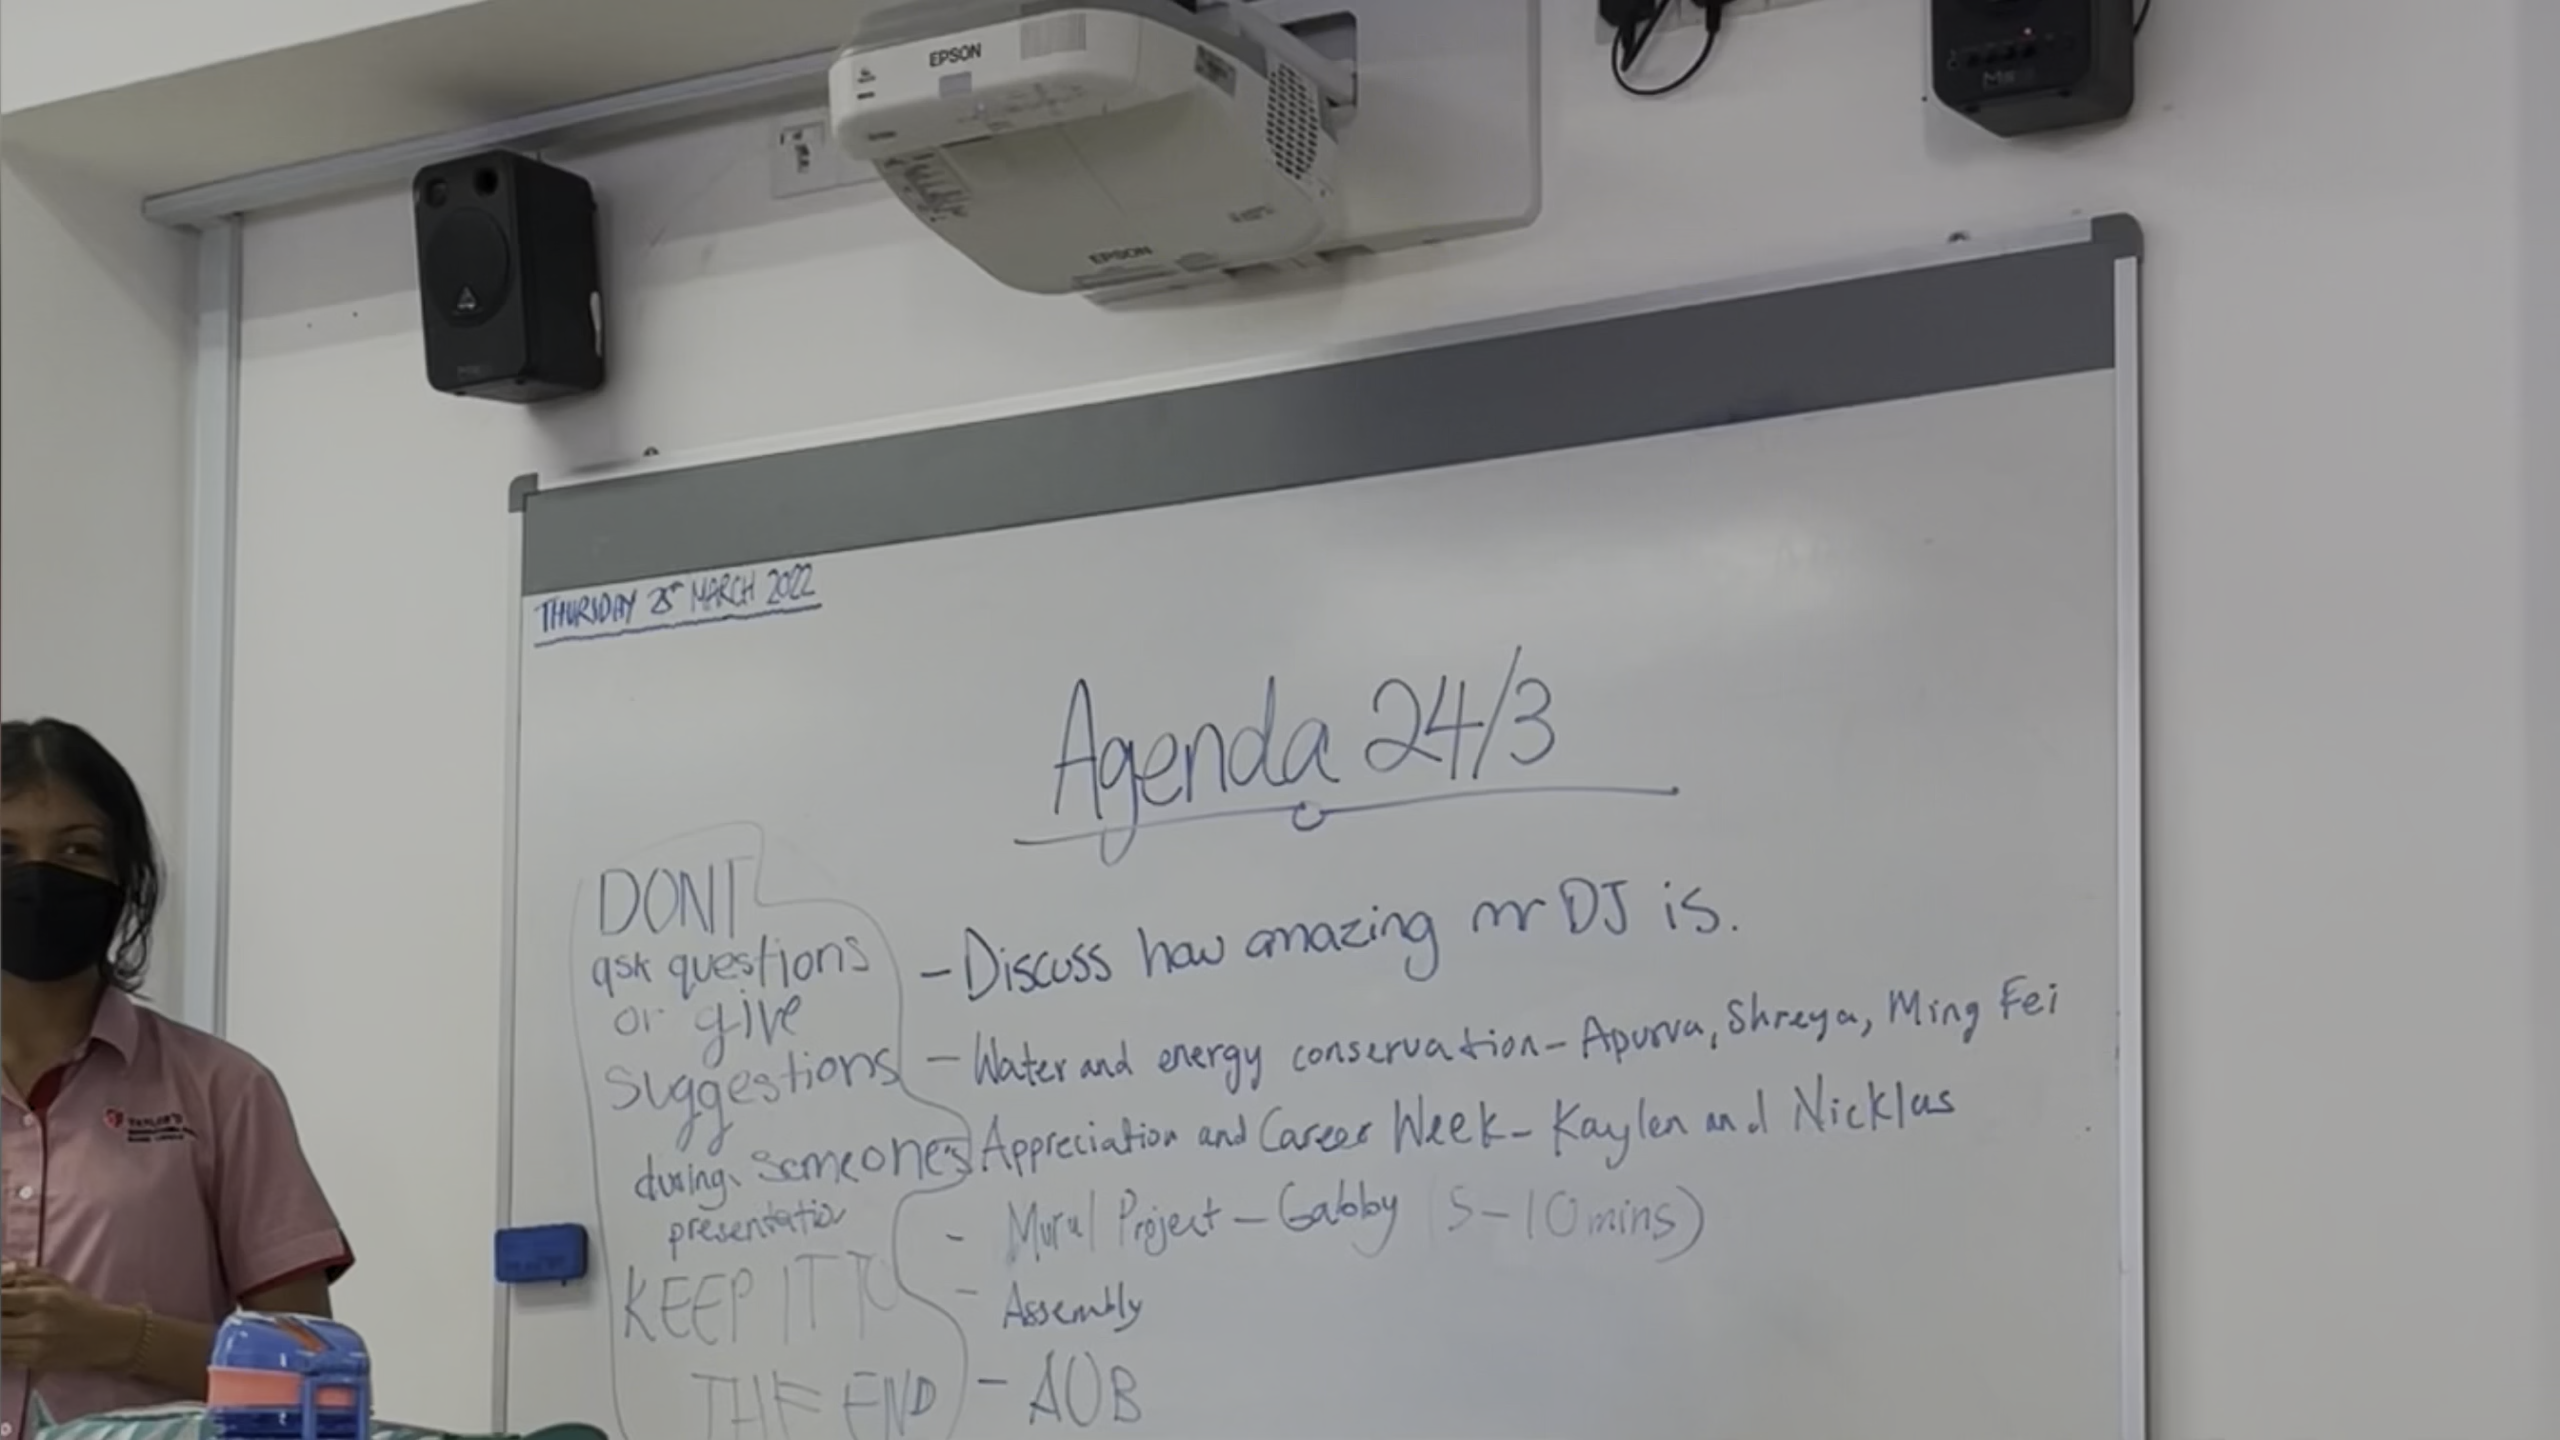 EPSON
EPSON
THURSDAY 25th MARCH 2022
Agenda 24/3
DONT
ask questions
or give
suggestions
during someone's
presentation
KEEP IT TO
THE END
- Discuss how amazing mr DJ is.
- Water and energy conservation - Apurva, Shreya, Ming Fei
Appreciation and Career Week - Kaylen and Nicklas
- Mural Project - Gabby (5-10 mins)
- Assembly
- AOB
TAYLOR'S